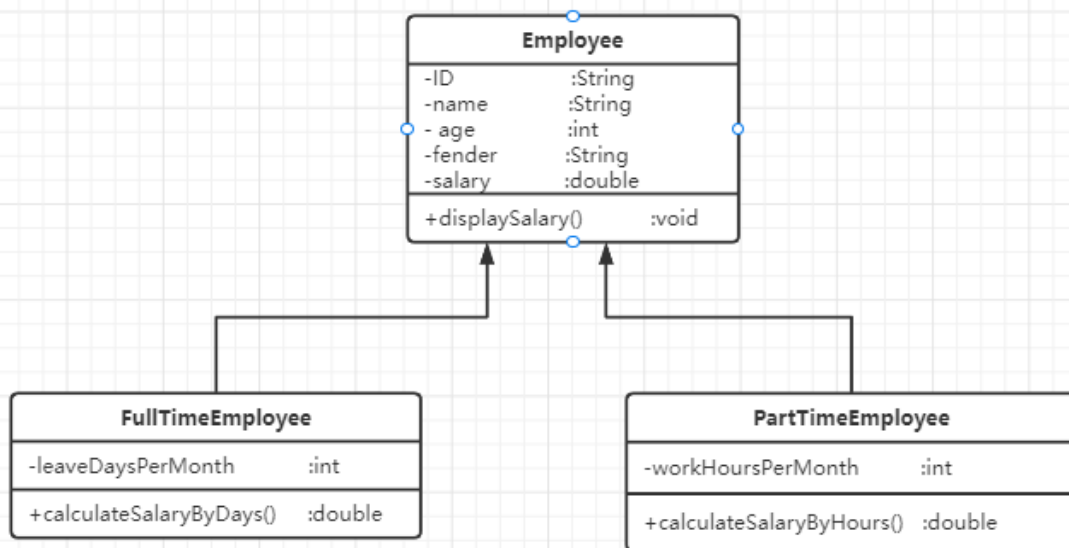 Employee
-ID :String
-name :String
- age :int
-fender :String
-salary :double
+displaySalary() :void
FullTimeEmployee
-leaveDaysPerMonth :int
+calculateSalaryByDays() :double
PartTimeEmployee
-workHoursPerMonth :int
+calculateSalaryByHours() :double